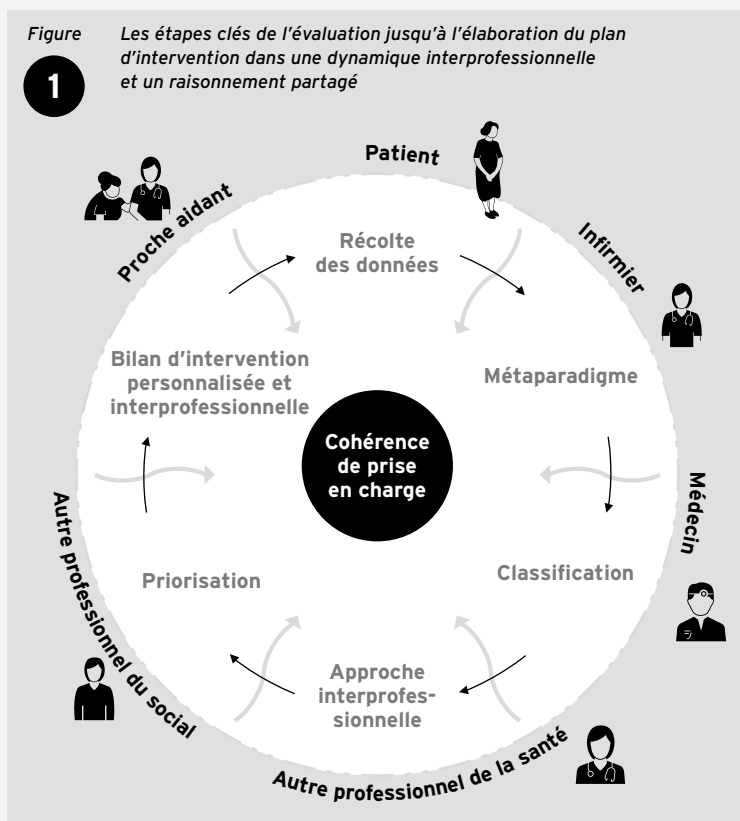 Figure
1
Les étapes clés de l’évaluation jusqu’à l’élaboration du plan
d’intervention dans une dynamique interprofessionnelle
et un raisonnement partagé
Patient
Infirmier
Médecin
Autre professionnel de la santé
Autre professionnel du social
Proche aidant
Récolte
des données
Métaparadigme
Classification
Approche
interprofes-
sionnelle
Priorisation
Bilan d’intervention
personnalisée et
interprofessionnelle
Cohérence
de prise
en charge